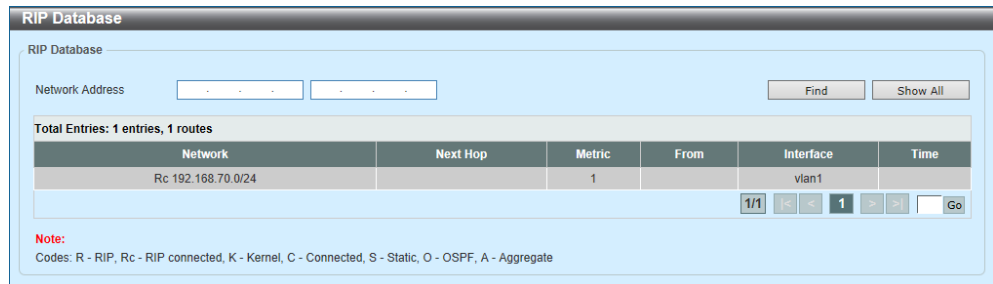 RIP Database
RIP Database
Network Address . . . . . . Find Show All
Total Entries: 1 entries, 1 routes
Network Next Hop Metric From Interface Time
Rc 192.168.70.0/24 1 vlan1
1/1 |< < 1 > >| Go
Note:
Codes: R - RIP, Rc - RIP connected, K - Kernel, C - Connected, S - Static, O - OSPF, A - Aggregate